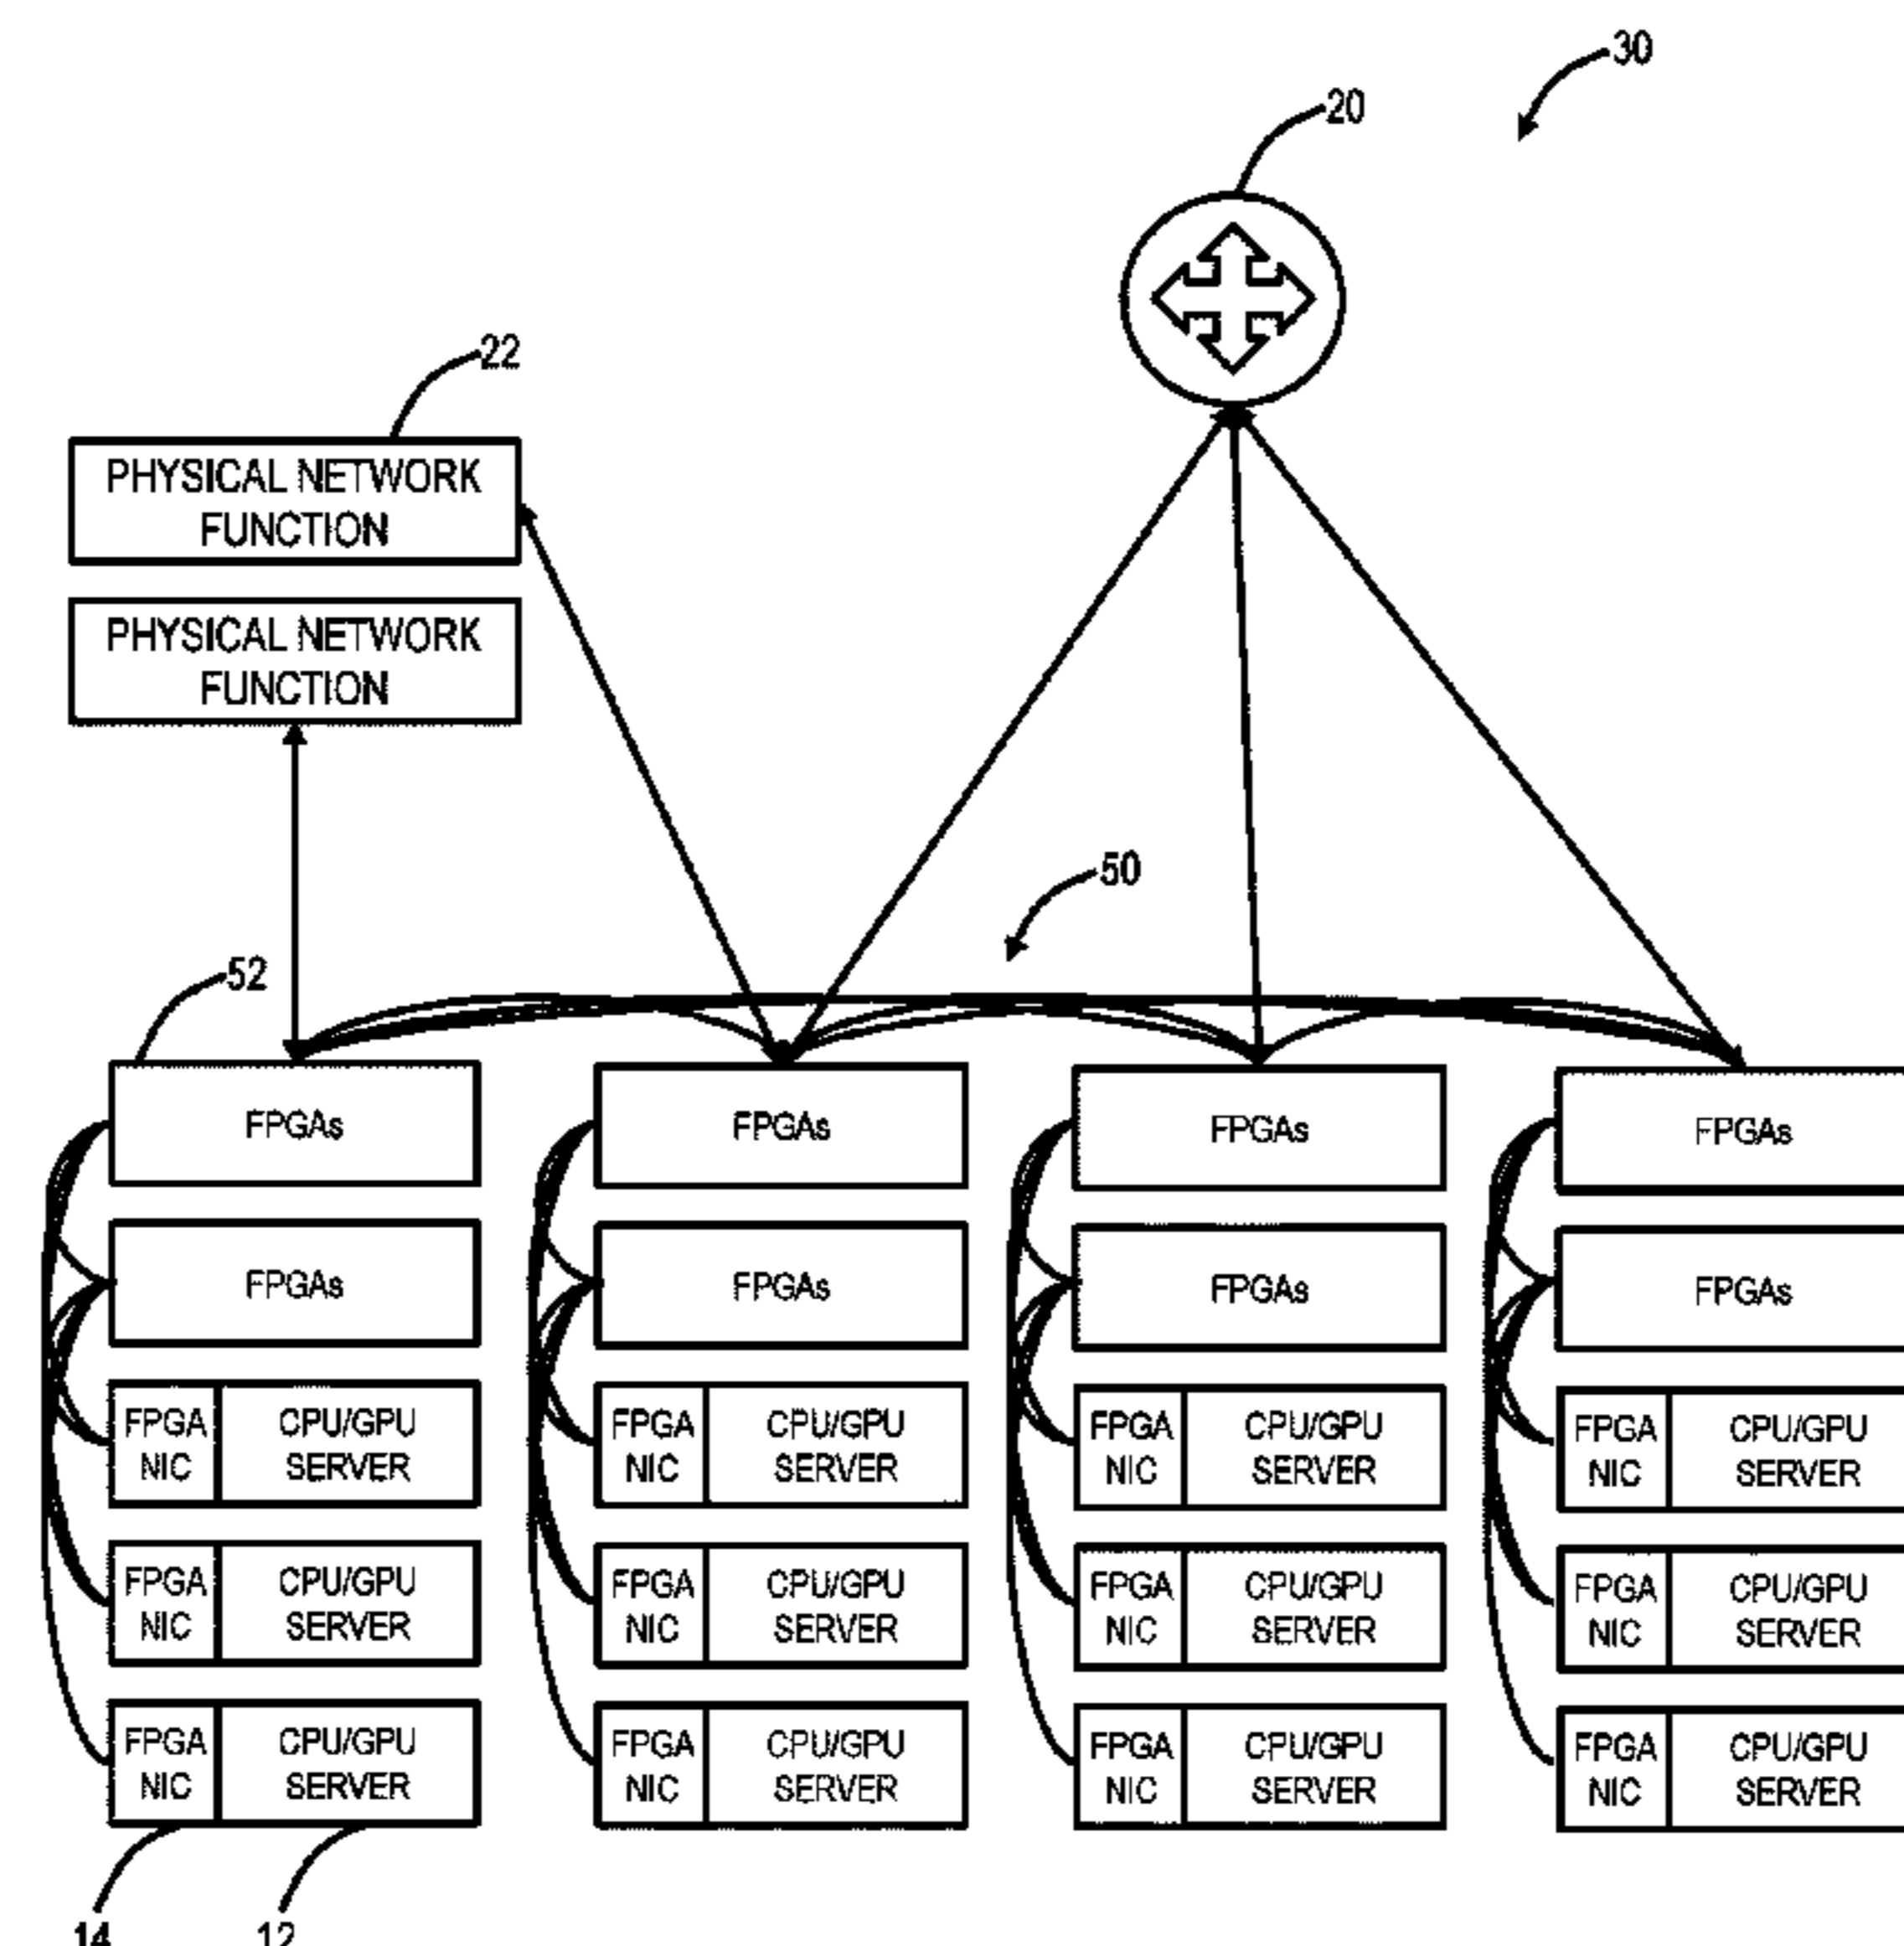 30
20
22
PHYSICAL NETWORK
FUNCTION
PHYSICAL NETWORK
FUNCTION
50
52
FPGAs
FPGAs
FPGAs
FPGAs
FPGAs
FPGAs
FPGAs
FPGAs
FPGA
NIC
CPU/GPU
SERVER
FPGA
NIC
CPU/GPU
SERVER
FPGA
NIC
CPU/GPU
SERVER
FPGA
NIC
CPU/GPU
SERVER
FPGA
NIC
CPU/GPU
SERVER
FPGA
NIC
CPU/GPU
SERVER
FPGA
NIC
CPU/GPU
SERVER
FPGA
NIC
CPU/GPU
SERVER
FPGA
NIC
CPU/GPU
SERVER
FPGA
NIC
CPU/GPU
SERVER
FPGA
NIC
CPU/GPU
SERVER
FPGA
NIC
CPU/GPU
SERVER
14
12